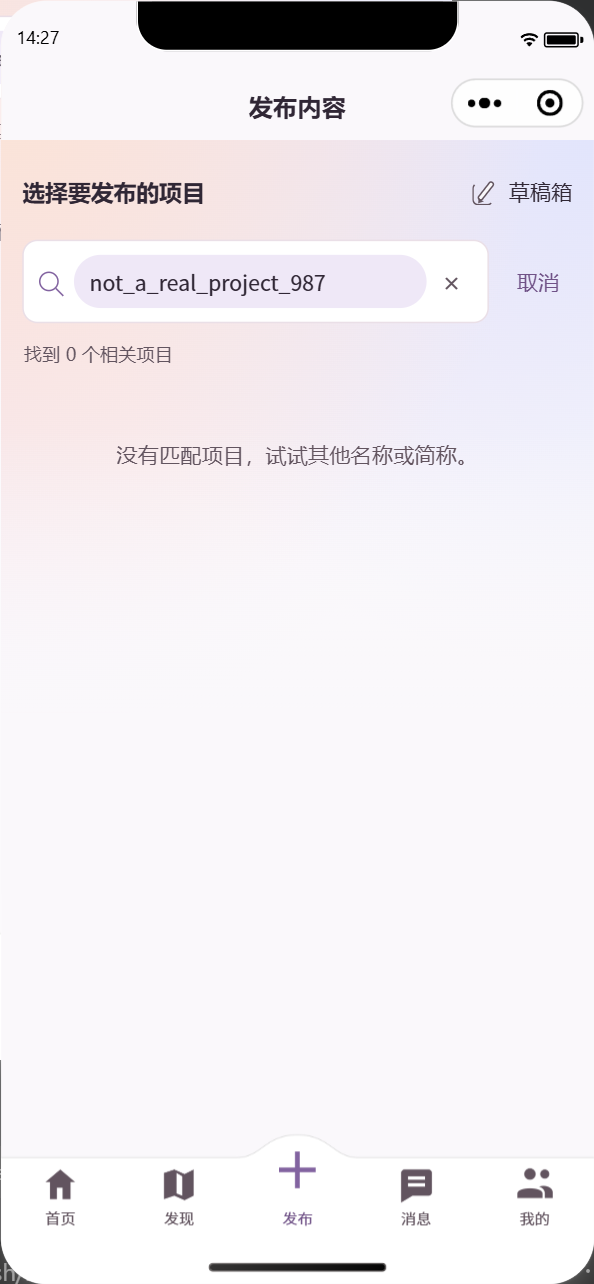 14:27
发布内容
选择要发布的项目
草稿箱
not_a_real_project_987
×
取消
找到 0 个相关项目
没有匹配项目，试试其他名称或简称。
首页
发现
发布
消息
我的